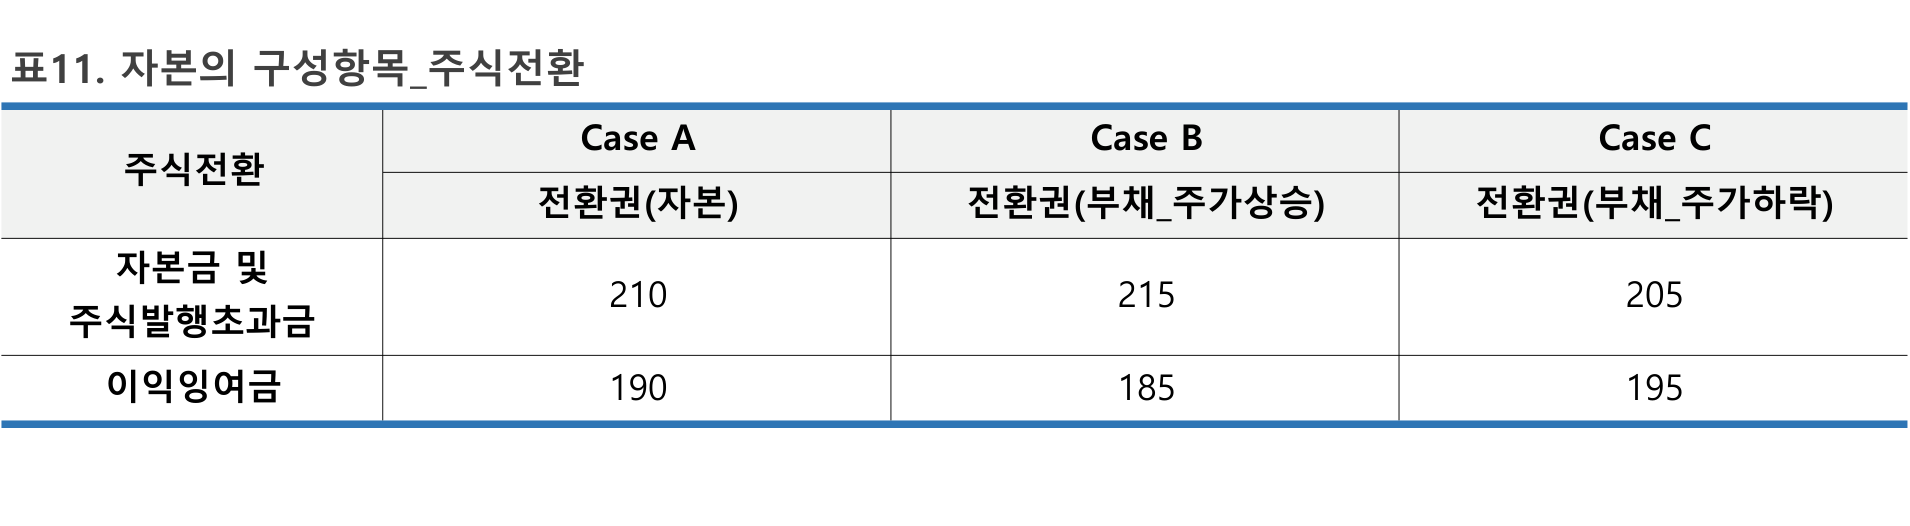 표11. 자본의 구성항목_주식전환
주식전환
Case A
Case B
Case C
전환권(자본)
전환권(부채_주가상승)
전환권(부채_주가하락)
자본금 및
주식발행초과금
210
215
205
이익잉여금
190
185
195